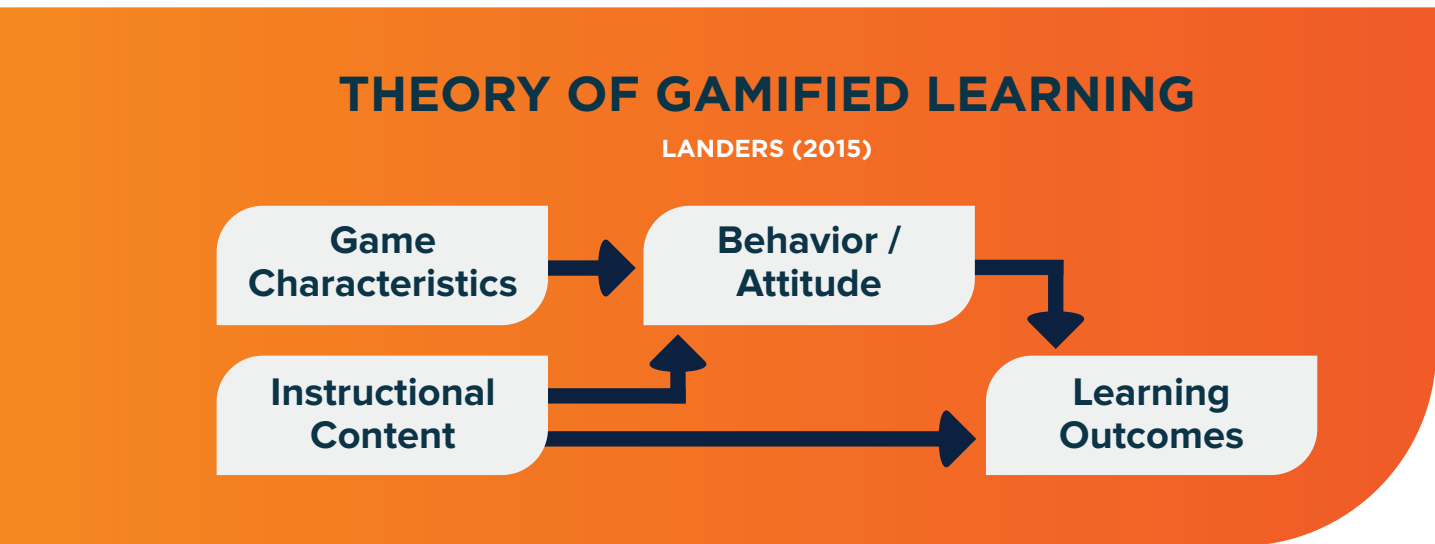 THEORY OF GAMIFIED LEARNING
LANDERS (2015)
Game
Characteristics
Behavior /
Attitude
Instructional
Content
Learning
Outcomes